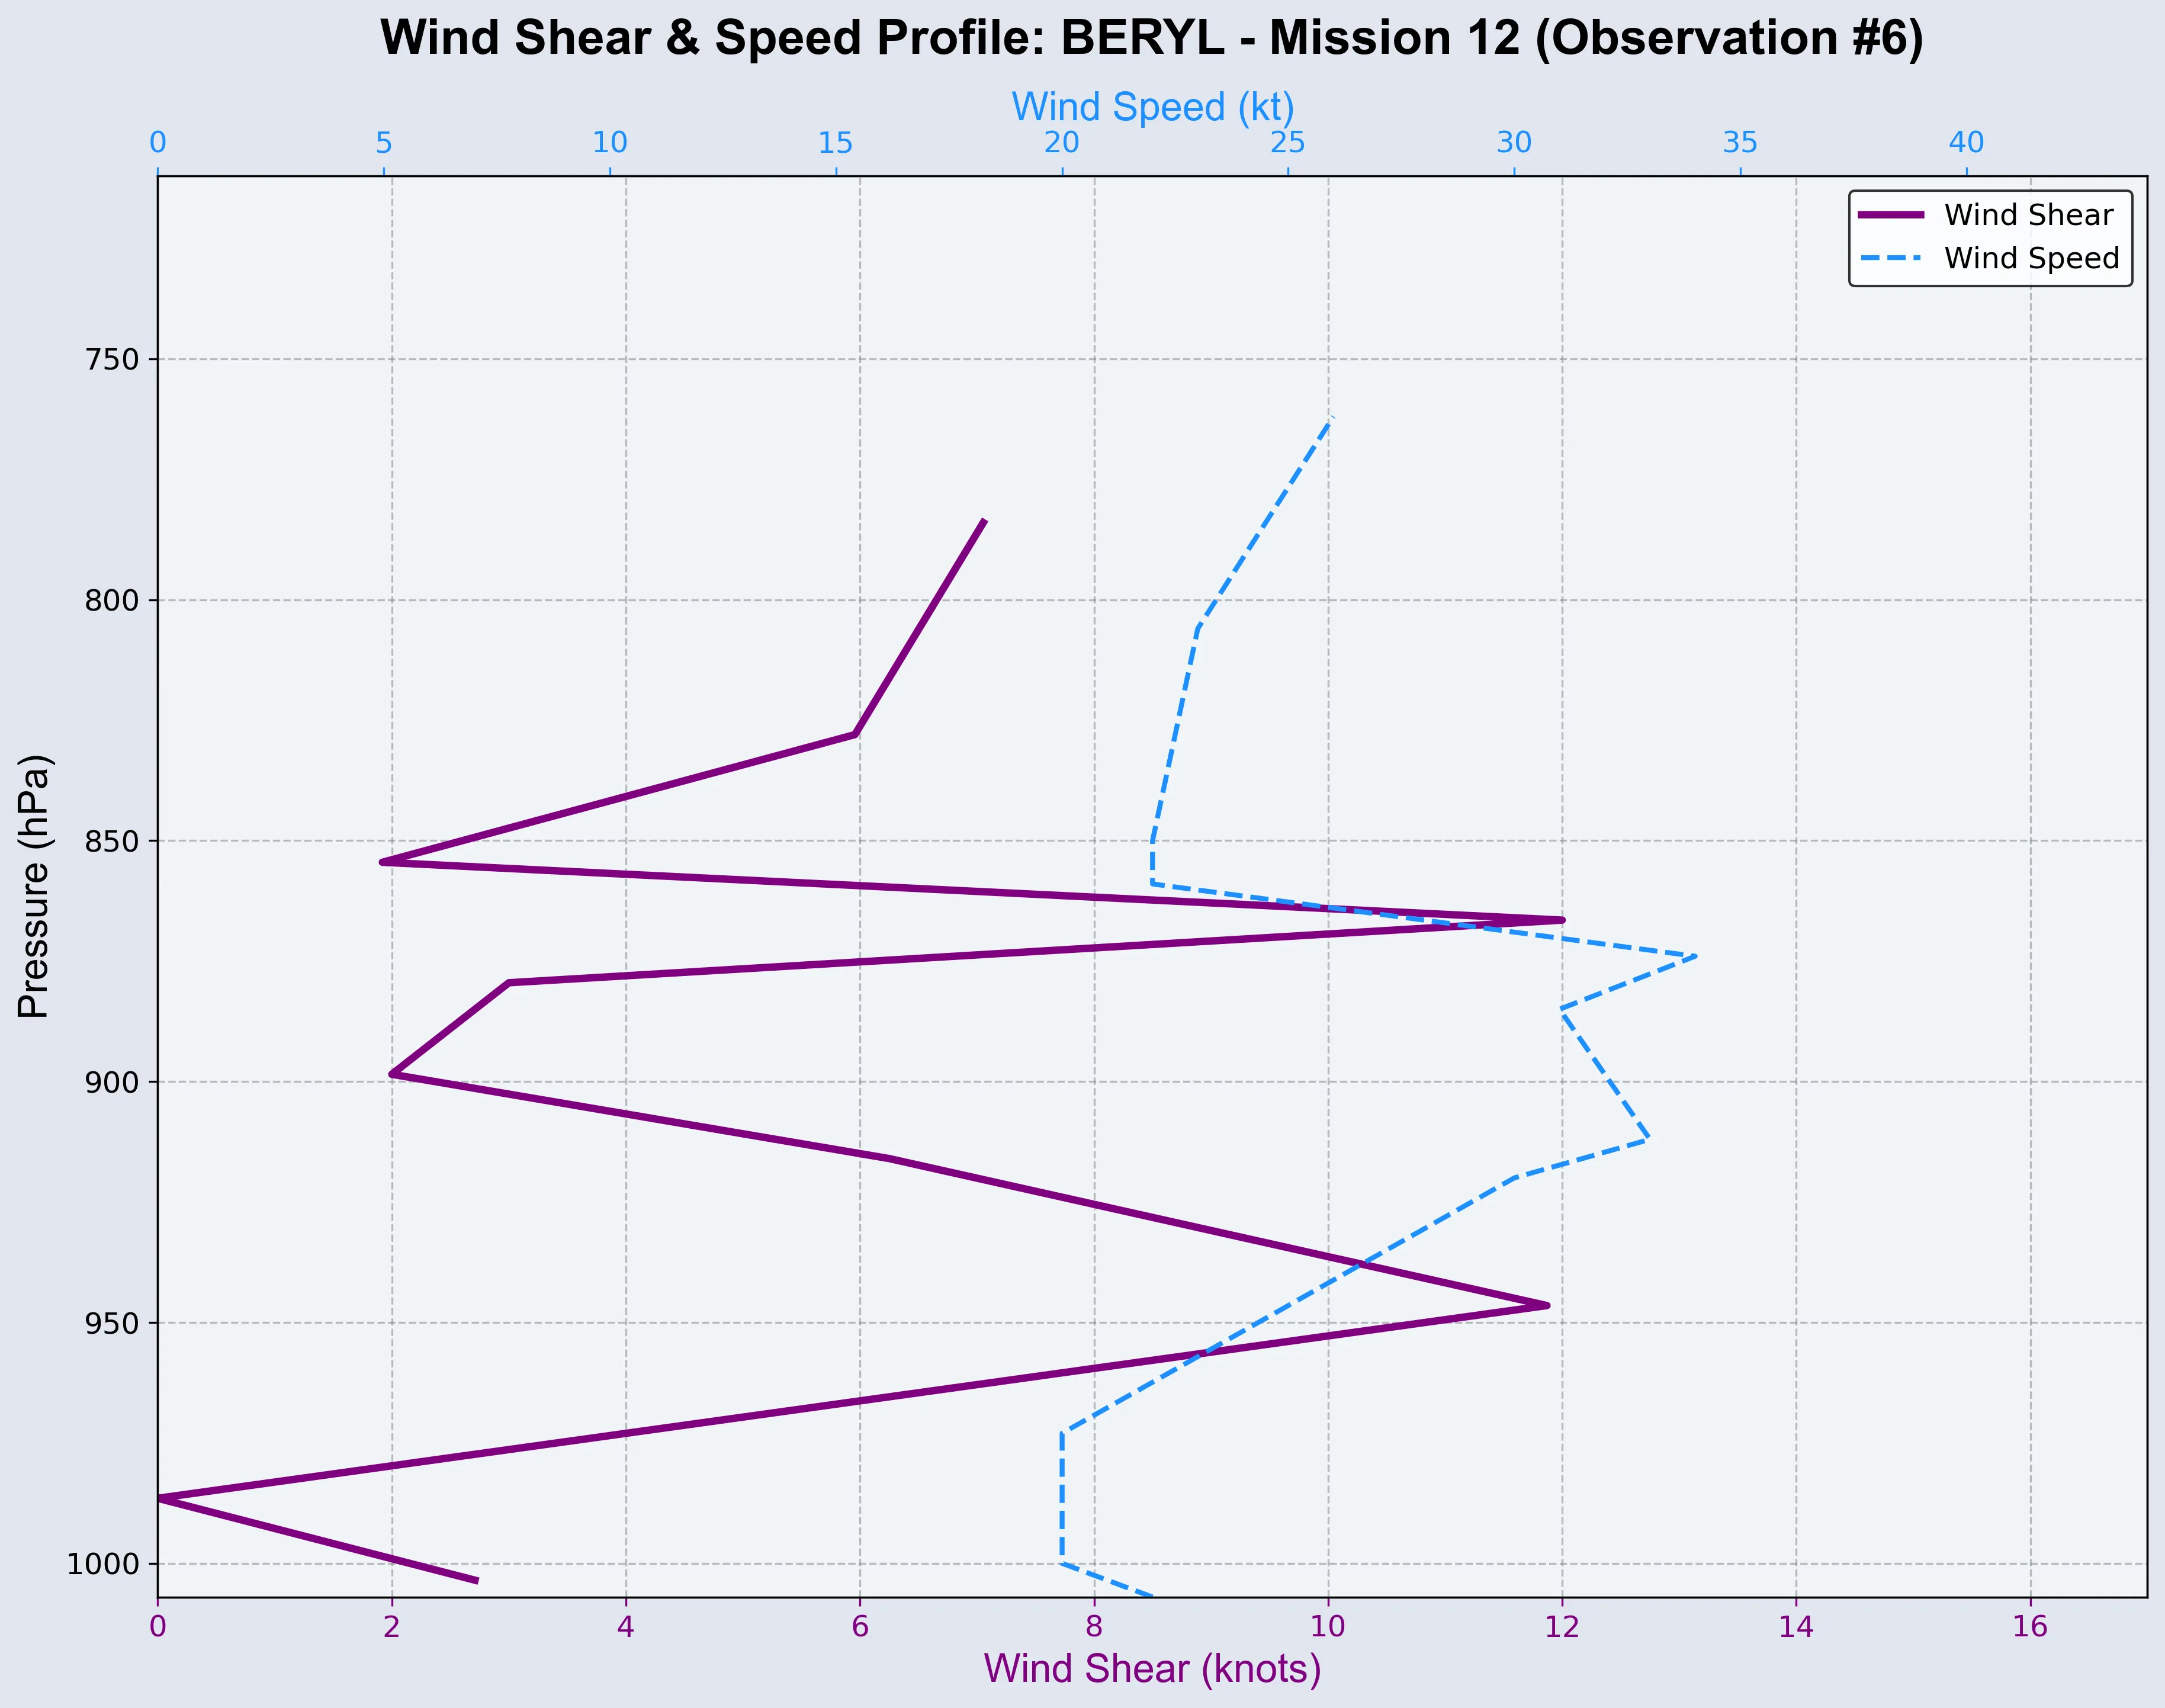 Wind Shear & Speed Profile: BERYL - Mission 12 (Observation #6)
Wind Speed (kt)
0 5 10 15 20 25 30 35 40
Wind Shear
Wind Speed
750
800
850
900
950
1000
Pressure (hPa)
0 2 4 6 8 10 12 14 16
Wind Shear (knots)